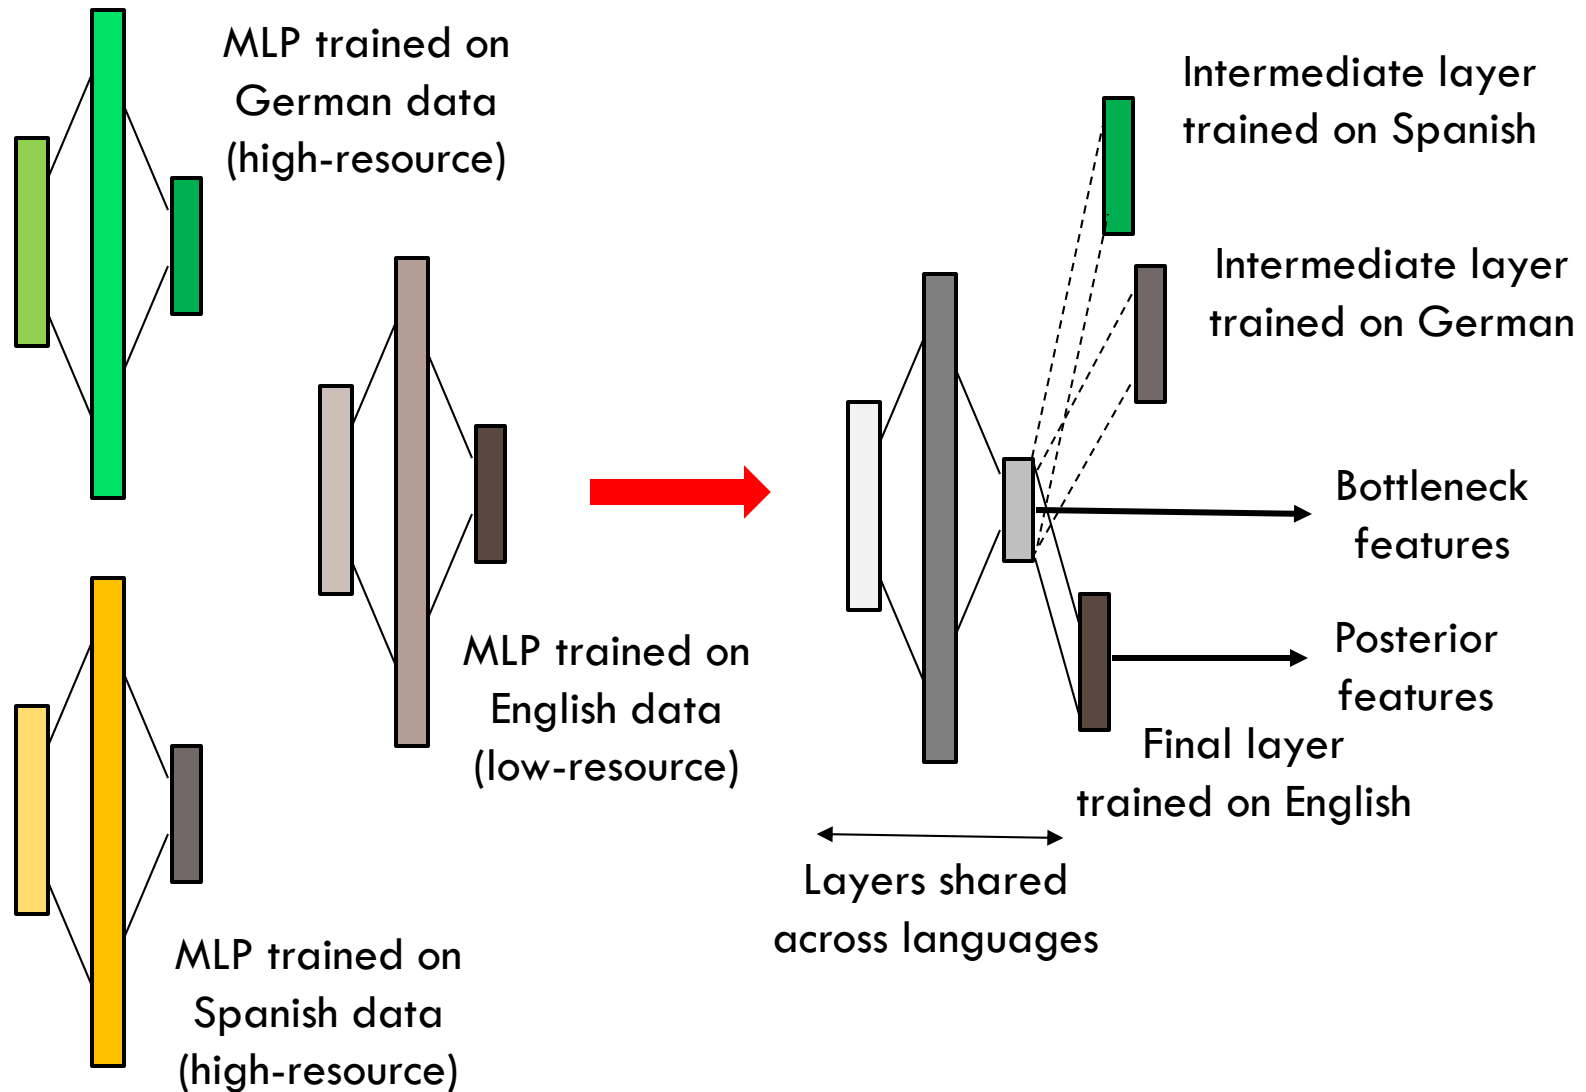 MLP trained on
German data
(high-resource)
MLP trained on
English data
(low-resource)
MLP trained on
Spanish data
(high-resource)
Intermediate layer
trained on Spanish
Intermediate layer
trained on German
Bottleneck
features
Posterior
features
Final layer
trained on English
Layers shared
across languages